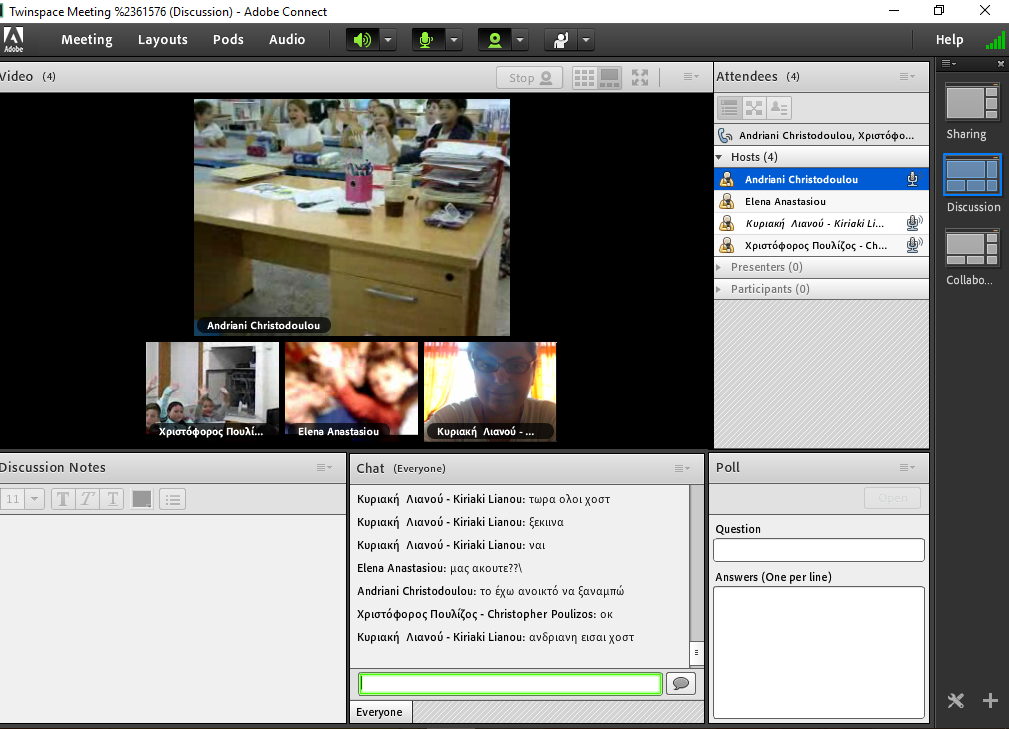 Twinspace Meeting %2361576 (Discussion) - Adobe Connect
Adobe
Meeting Layouts Pods Audio Help
Video (4)
Stop
Andriani Christodoulou
Χριστόφορος Πουλί...
Elena Anastasiou
Κυριακή Λιανού - ...
Attendees (4)
Andriani Christodoulou, Χριστόφο...
Hosts (4)
Andriani Christodoulou
Elena Anastasiou
Κυριακή Λιανού - Kiriaki Li...
Χριστόφορος Πουλίζος - Ch...
Presenters (0)
Participants (0)
Sharing
Discussion
Collabo...
Discussion Notes
11
T T T
Chat (Everyone)
Κυριακή Λιανού - Kiriaki Lianou: τωρα ολοι χοστ
Κυριακή Λιανού - Kiriaki Lianou: ξεκιινα
Κυριακή Λιανού - Kiriaki Lianou: ναι
Elena Anastasiou: μας ακουτε??\
Andriani Christodoulou: το έχω ανοικτό να ξαναμπώ
Χριστόφορος Πουλίζος - Christopher Poulizos: οκ
Κυριακή Λιανού - Kiriaki Lianou: ανδριανη εισαι χοστ
Everyone
Poll
Open
Question
Answers (One per line)